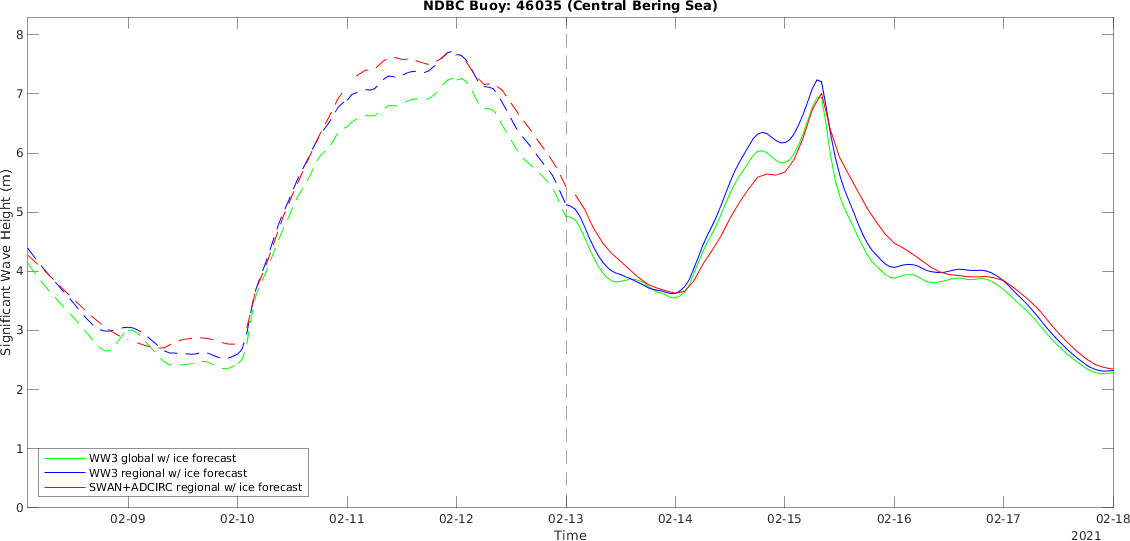 NDBC Buoy: 46035 (Central Bering Sea)
8
7
6
5
4
3
2
1
0
Significant Wave Height (m)
WW3 global w/ ice forecast
WW3 regional w/ ice forecast
SWAN+ADCIRC regional w/ ice forecast
02-09 02-10 02-11 02-12 02-13 02-14 02-15 02-16 02-17 02-18
Time
2021